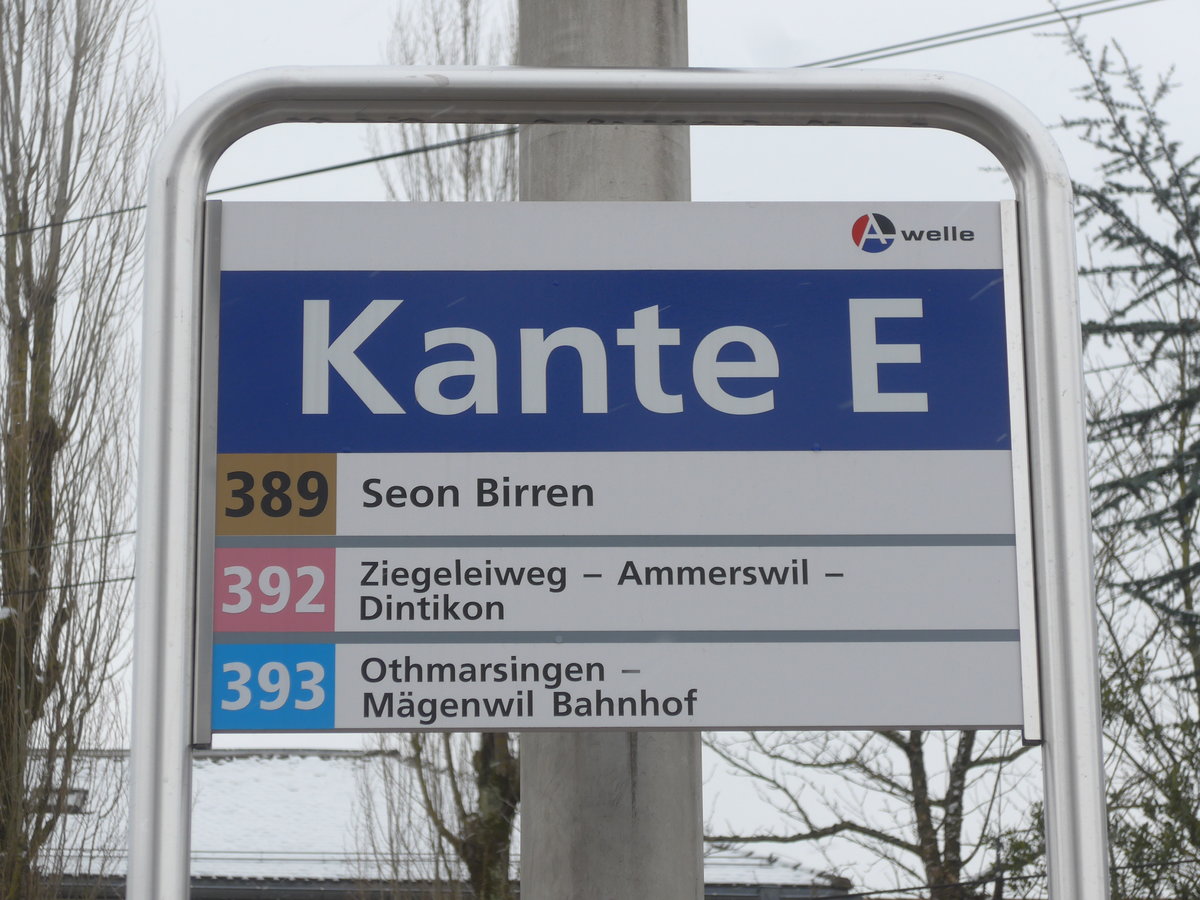 A welle
Kante E
389 Seon Birren
392 Ziegeleiweg – Ammerswil –
Dintikon
393 Othmarsingen –
Mägenwil Bahnhof